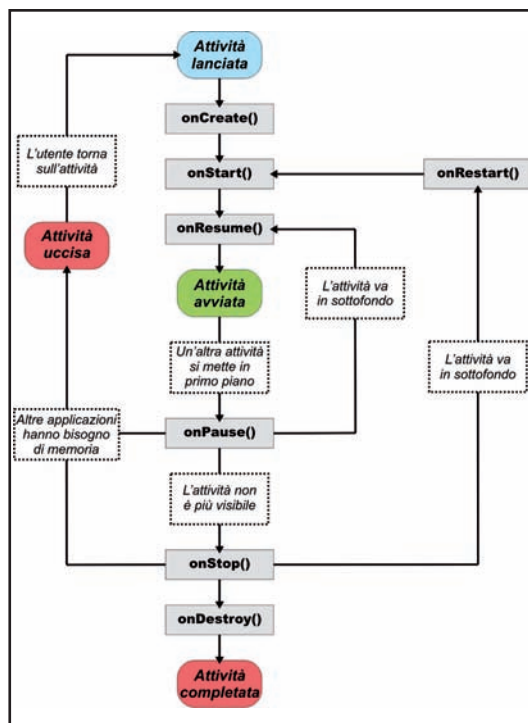 Attività
lanciata
onCreate()
L'utente torna
sull'attività
onStart()
onRestart()
Attività
uccisa
onResume()
Attività
avviata
L'attività va
in sottofondo
Un'altra attività
si mette in
primo piano
L'attività va
in sottofondo
Altre applicazioni
hanno bisogno
di memoria
onPause()
L'attività non
è più visibile
onStop()
onDestroy()
Attività
completata